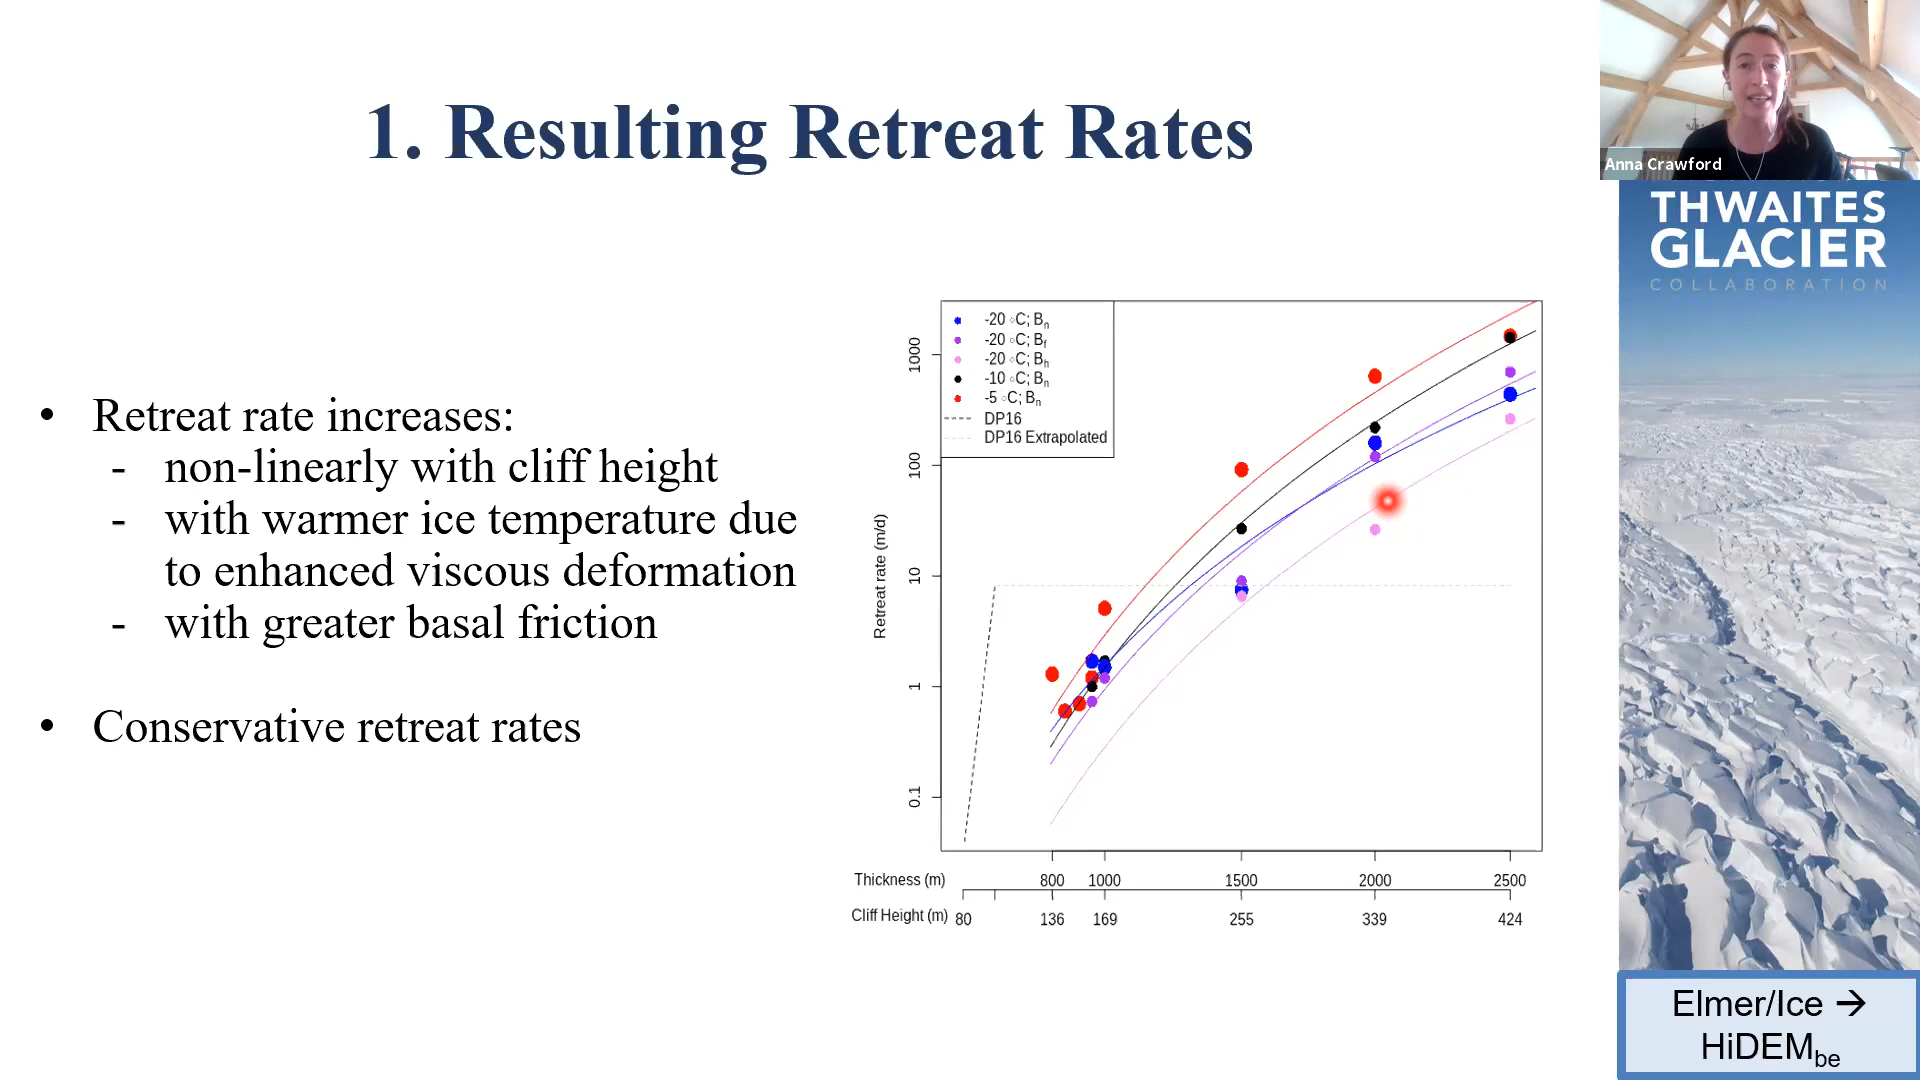 1. Resulting Retreat Rates
Anna Crawford
THWAITES
GLACIER
COLLABORATION
• Retreat rate increases:
- non-linearly with cliff height
- with warmer ice temperature due
to enhanced viscous deformation
- with greater basal friction
• Conservative retreat rates
-20 °C; Bn
-20 °C; Bf
-20 °C; Bh
-10 °C; Bn
-5 °C; Bn
DP16
DP16 Extrapolated
Retreat rate (m/d)
1000
100
10
1
0.1
Thickness (m) 800 1000 1500 2000 2500
Cliff Height (m) 80 136 169 255 339 424
Elmer/Ice →
HiDEMbe